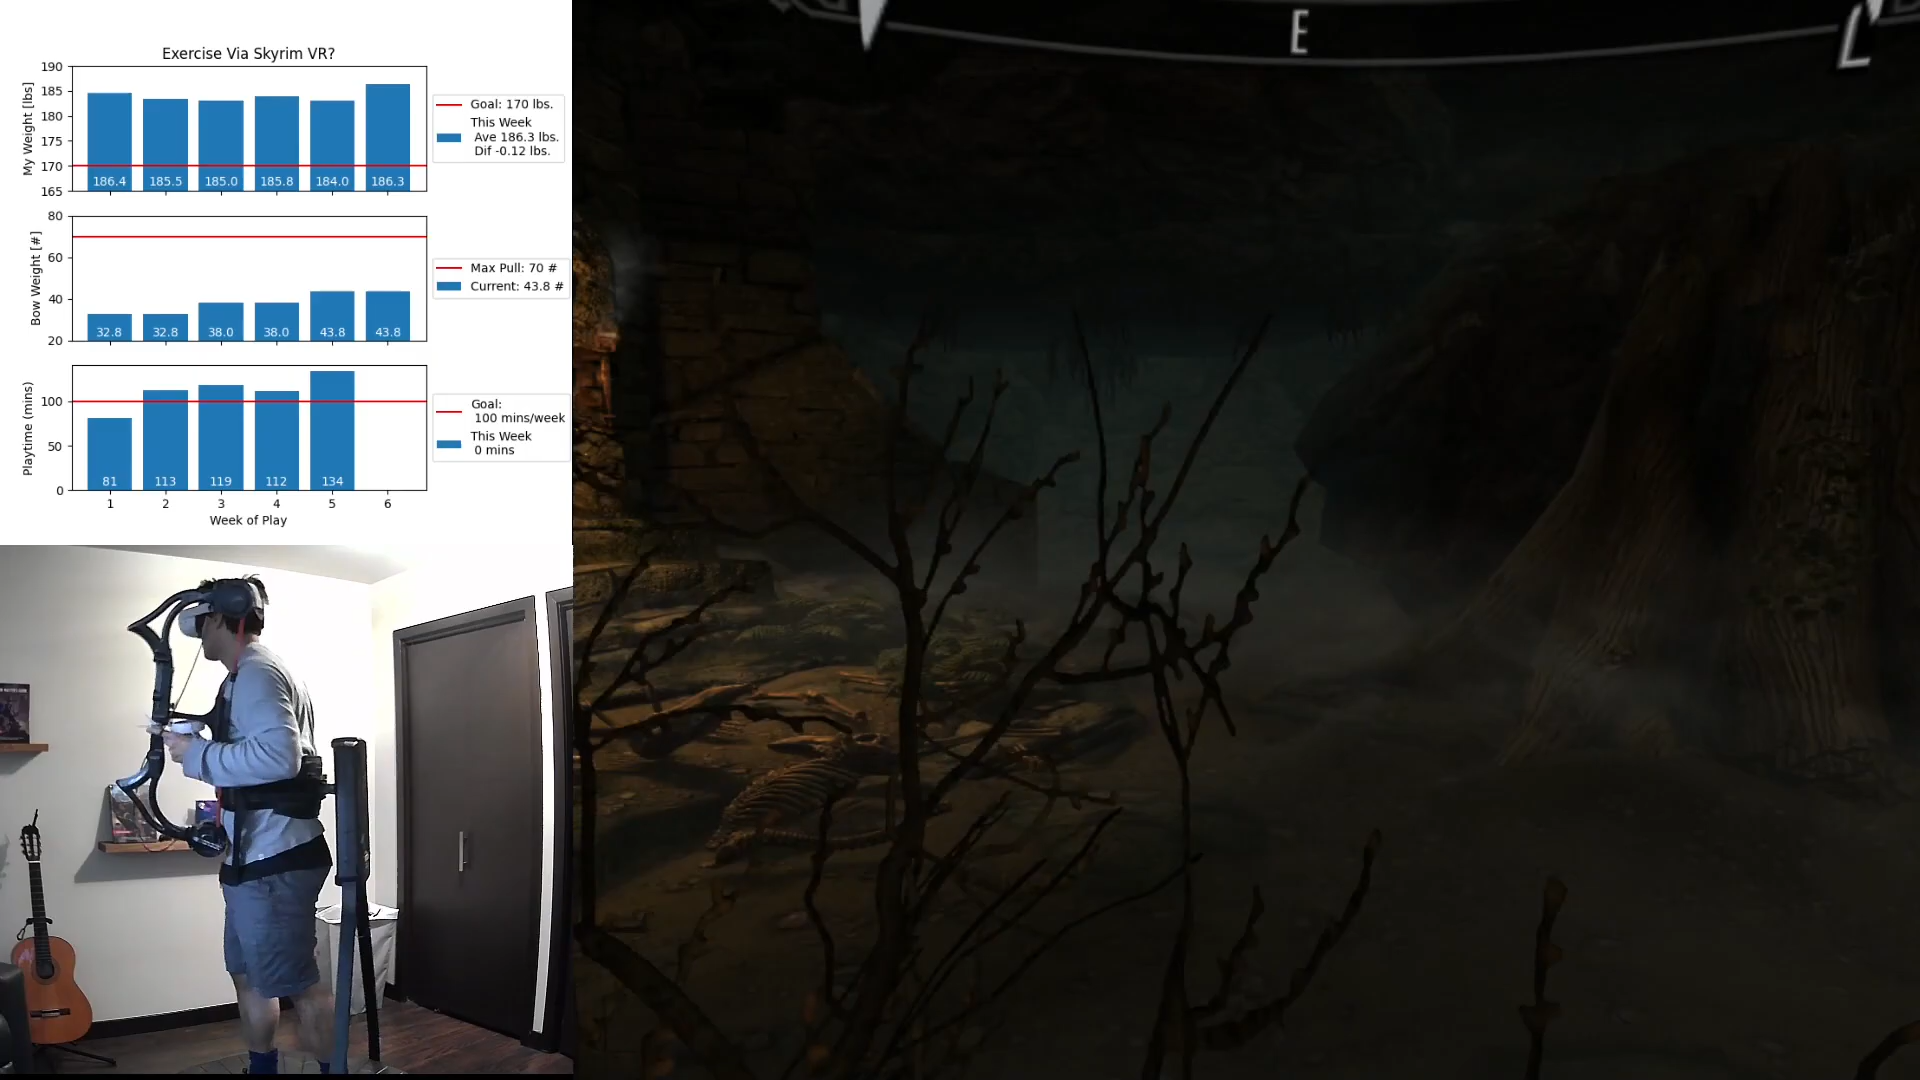 Exercise Via Skyrim VR?
My Weight [lbs]
190
185
180
175
170
165
186.4 185.5 185.0 185.8 184.0 186.3
Goal: 170 lbs.
This Week
Ave 186.3 lbs.
Dif -0.12 lbs.
Bow Weight [#]
80
60
40
20
32.8 32.8 38.0 38.0 43.8 43.8
Max Pull: 70 #
Current: 43.8 #
Playtime (mins)
100
50
0
81 113 119 112 134
Goal:
100 mins/week
This Week
0 mins
1 2 3 4 5 6
Week of Play
E